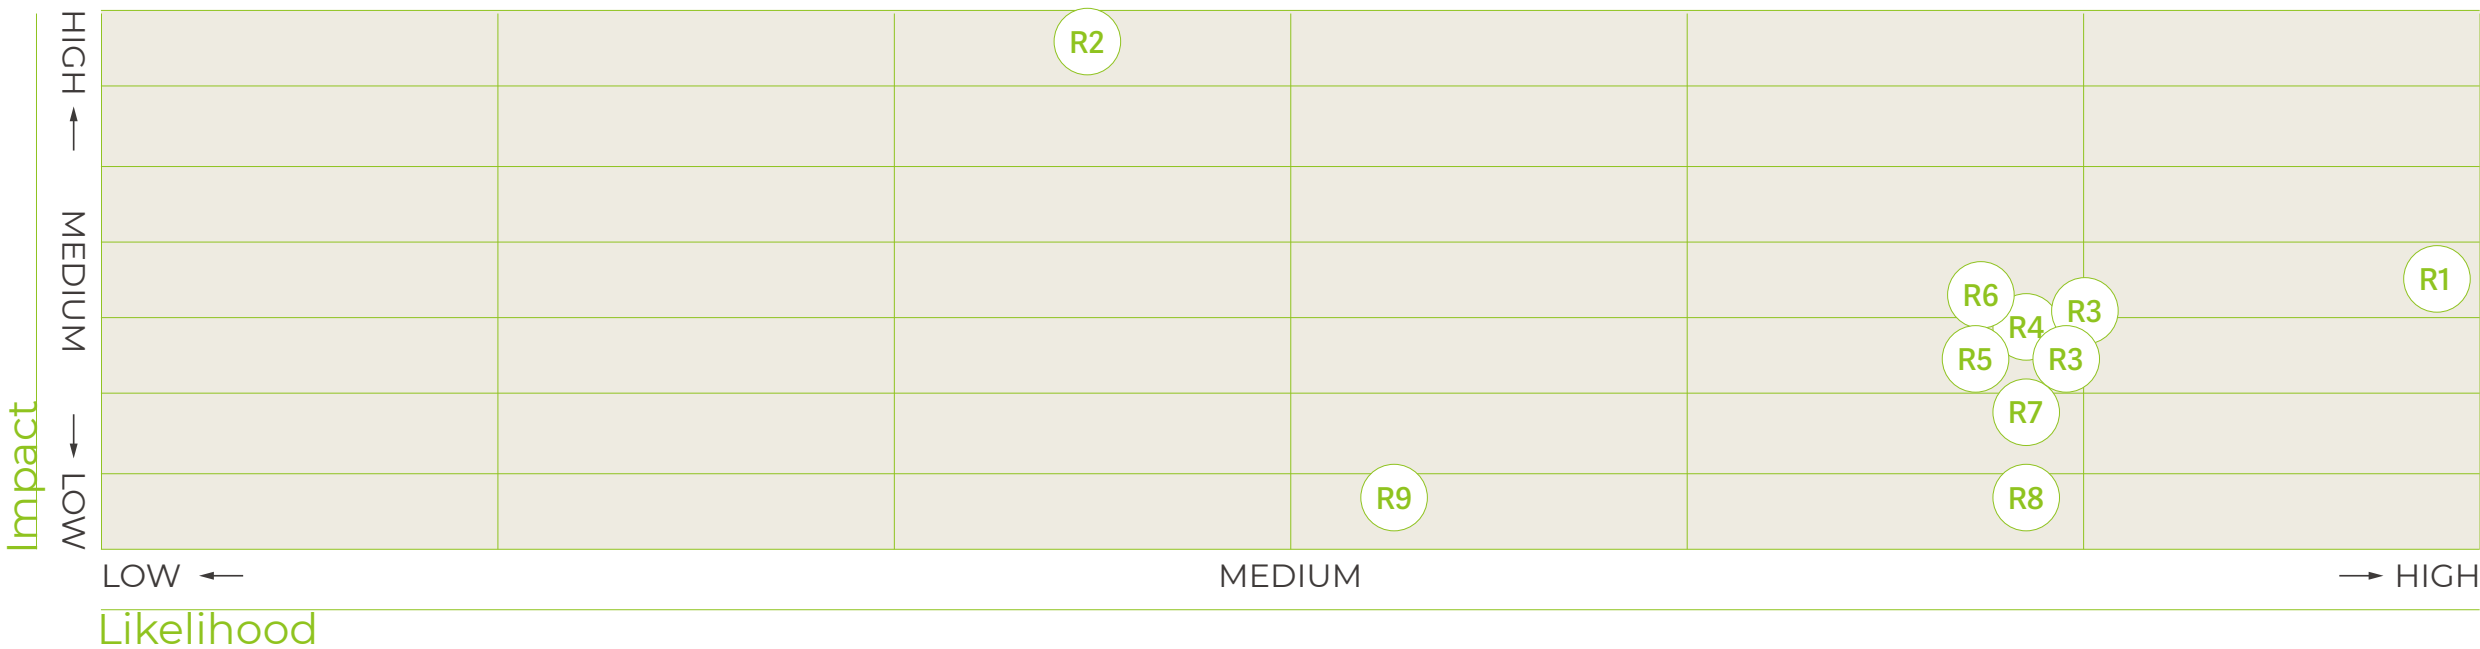 Impact
HIGH
MEDIUM
LOW
R2
R1
R6
R3
R4
R5
R3
R7
R9
R8
LOW
MEDIUM
HIGH
Likelihood